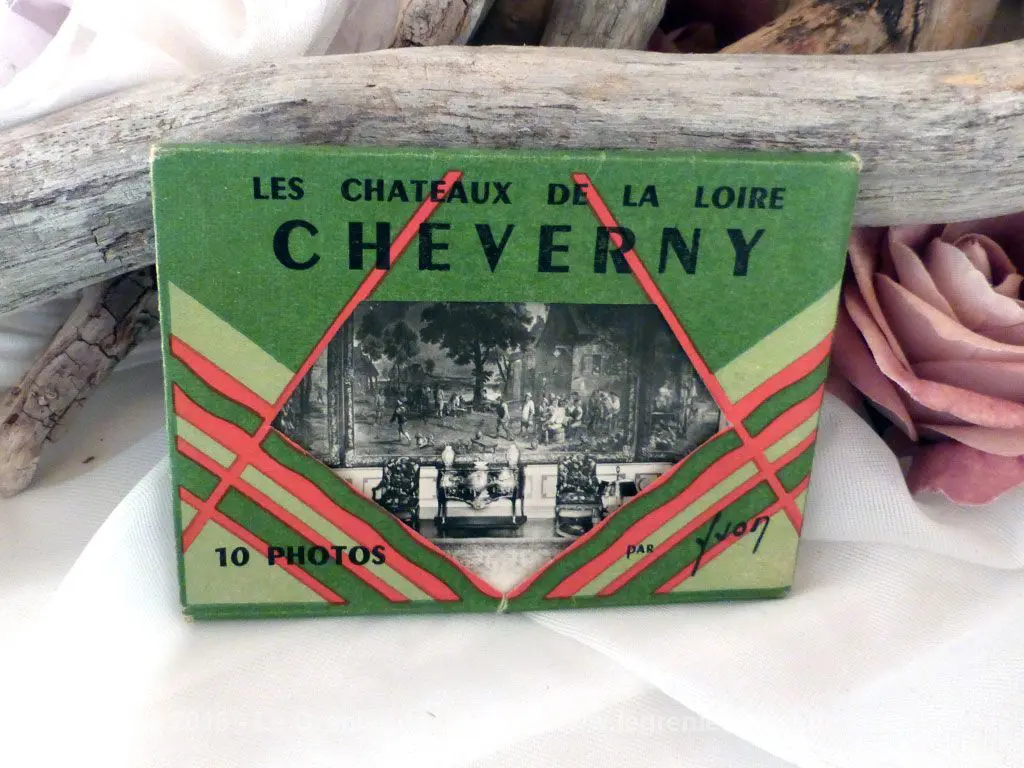 LES CHATEAUX DE LA LOIRE
CHEVERNY
10 PHOTOS
PAR yvon